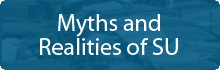 Myths and
Realities of SU